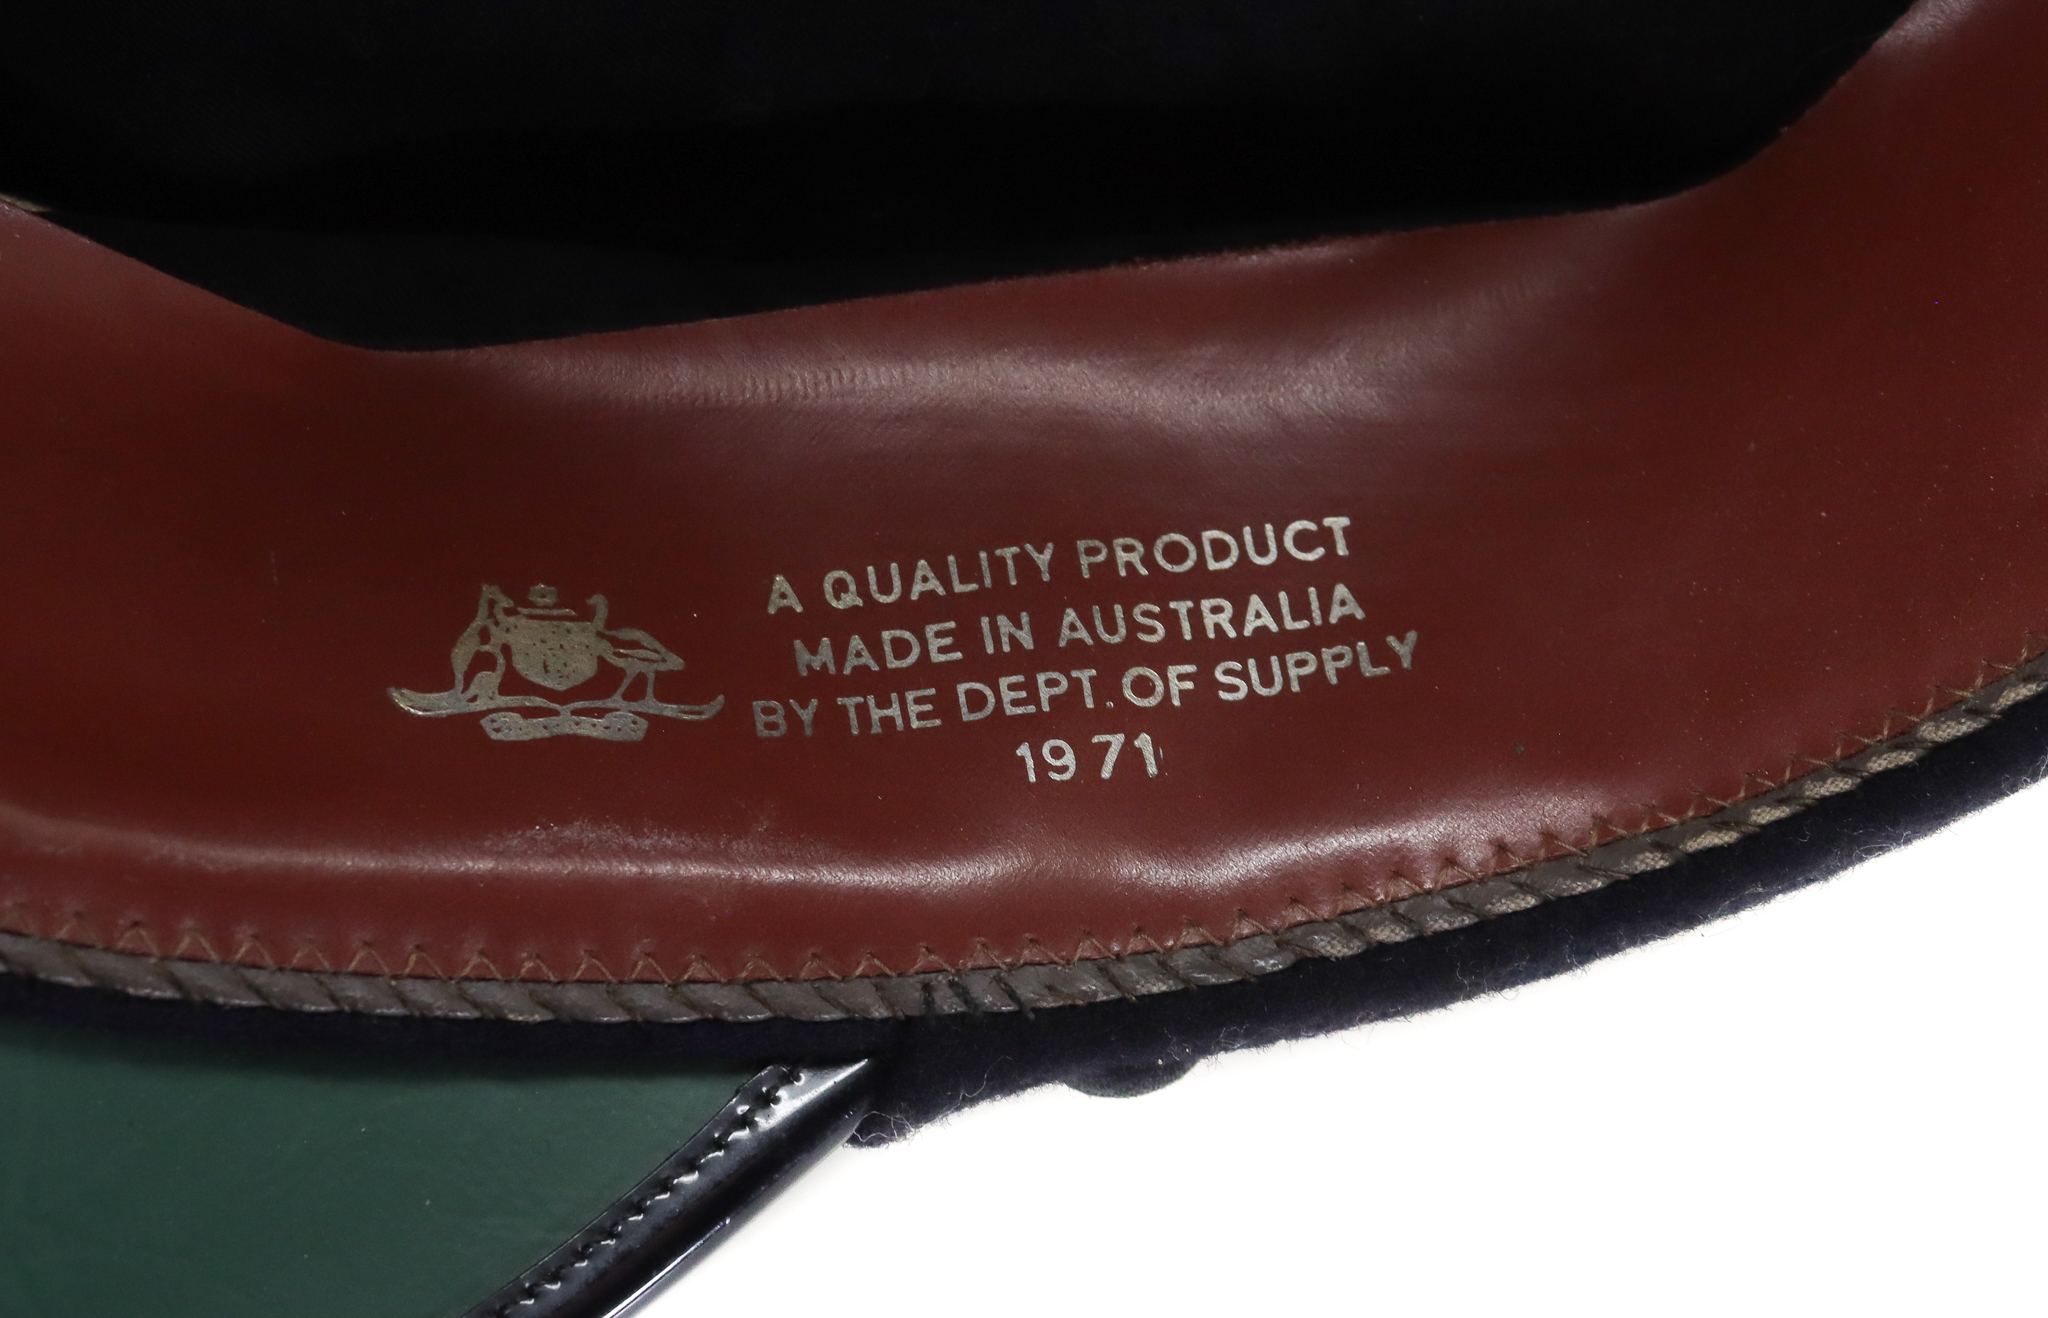 A QUALITY PRODUCT
MADE IN AUSTRALIA
BY THE DEPT. OF SUPPLY
1971